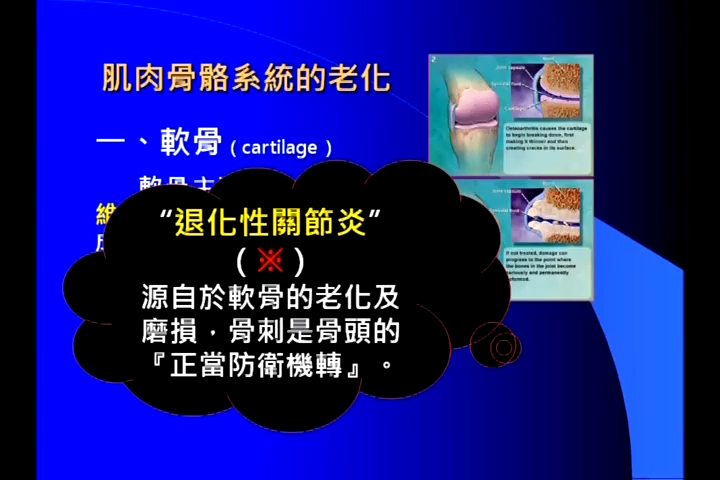 肌肉骨骼系統的老化
一、軟骨 ( cartilage )
軟骨主
維
“退化性關節炎”
( ※ )
源自於軟骨的老化及
磨損，骨刺是骨頭的
『正當防衛機轉』。
Osteoarthritis causes the cartilage
to begin breaking down, first
making it thinner and then
creating cracks in its surface.
If not treated, damage can
progress to the point where
the bones in the joint become
seriously and permanently
deformed.